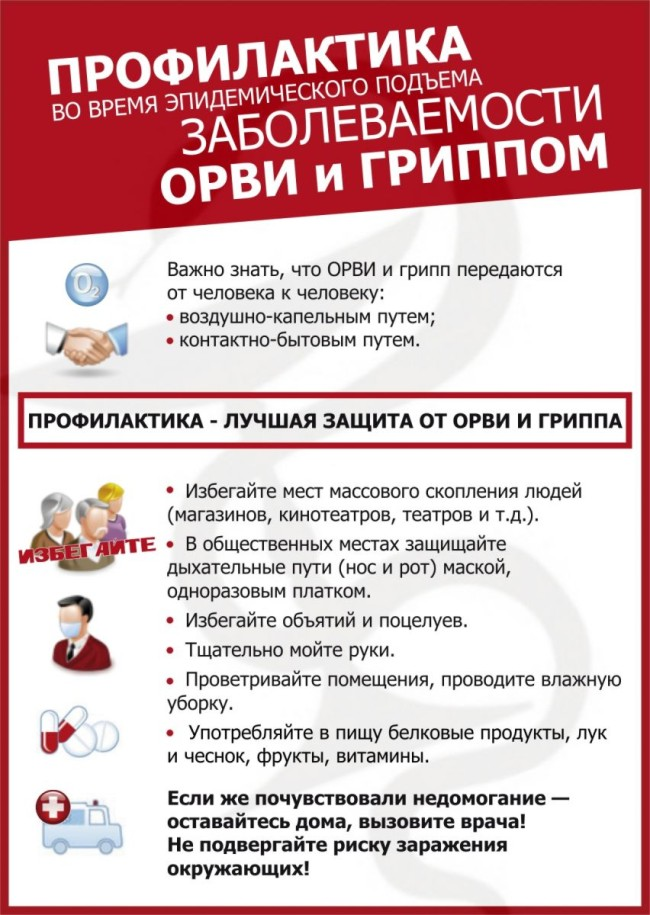 ПРОФИЛАКТИКА
ВО ВРЕМЯ ЭПИДЕМИЧЕСКОГО ПОДЪЕМА
ЗАБОЛЕВАЕМОСТИ
ОРВИ и ГРИППОМ
O2
Важно знать, что ОРВИ и грипп передаются
от человека к человеку:
• воздушно-капельным путем;
• контактно-бытовым путем.
ПРОФИЛАКТИКА - ЛУЧШАЯ ЗАЩИТА ОТ ОРВИ И ГРИППА
ИЗБЕГАЙТЕ
• Избегайте мест массового скопления людей
(магазинов, кинотеатров, театров и т.д.).
• В общественных местах защищайте
дыхательные пути (нос и рот) маской,
одноразовым платком.
• Избегайте объятий и поцелуев.
• Тщательно мойте руки.
• Проветривайте помещения, проводите влажную
уборку.
• Употребляйте в пищу белковые продукты, лук
и чеснок, фрукты, витамины.
Если же почувствовали недомогание —
оставайтесь дома, вызовите врача!
Не подвергайте риску заражения
окружающих!